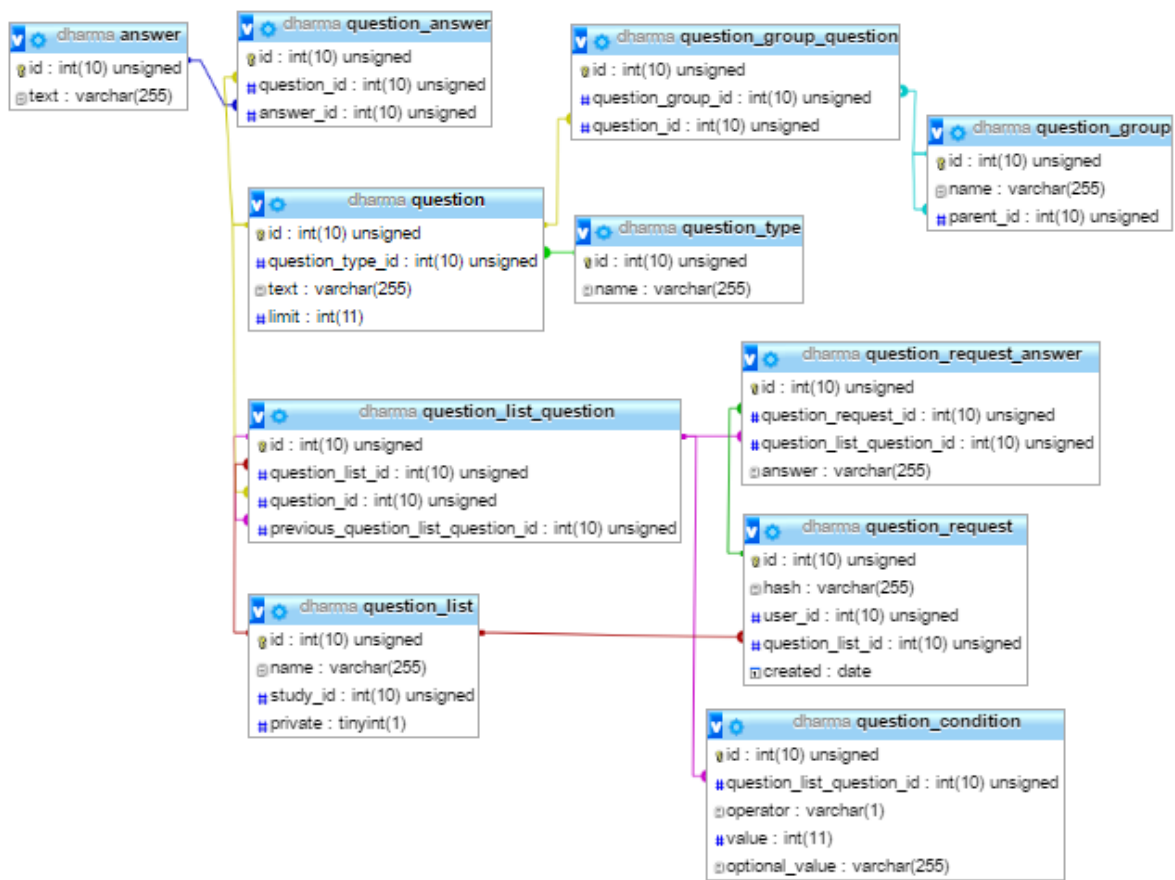 dharma answer
id : int(10) unsigned
text : varchar(255)
dharma question_answer
id : int(10) unsigned
#question_id : int(10) unsigned
#answer_id : int(10) unsigned
dharma question_group_question
id : int(10) unsigned
#question_group_id : int(10) unsigned
#question_id : int(10) unsigned
dharma question_group
id : int(10) unsigned
name : varchar(255)
#parent_id : int(10) unsigned
dharma question
id : int(10) unsigned
#question_type_id : int(10) unsigned
text : varchar(255)
#limit : int(11)
dharma question_type
id : int(10) unsigned
name : varchar(255)
dharma question_list_question
id : int(10) unsigned
#question_list_id : int(10) unsigned
#question_id : int(10) unsigned
#previous_question_list_question_id : int(10) unsigned
dharma question_request_answer
id : int(10) unsigned
#question_request_id : int(10) unsigned
#question_list_question_id : int(10) unsigned
answer : varchar(255)
dharma question_request
id : int(10) unsigned
hash : varchar(255)
#user_id : int(10) unsigned
#question_list_id : int(10) unsigned
created : date
dharma question_list
id : int(10) unsigned
name : varchar(255)
#study_id : int(10) unsigned
#private : tinyint(1)
dharma question_condition
id : int(10) unsigned
#question_list_question_id : int(10) unsigned
operator : varchar(1)
#value : int(11)
optional_value : varchar(255)